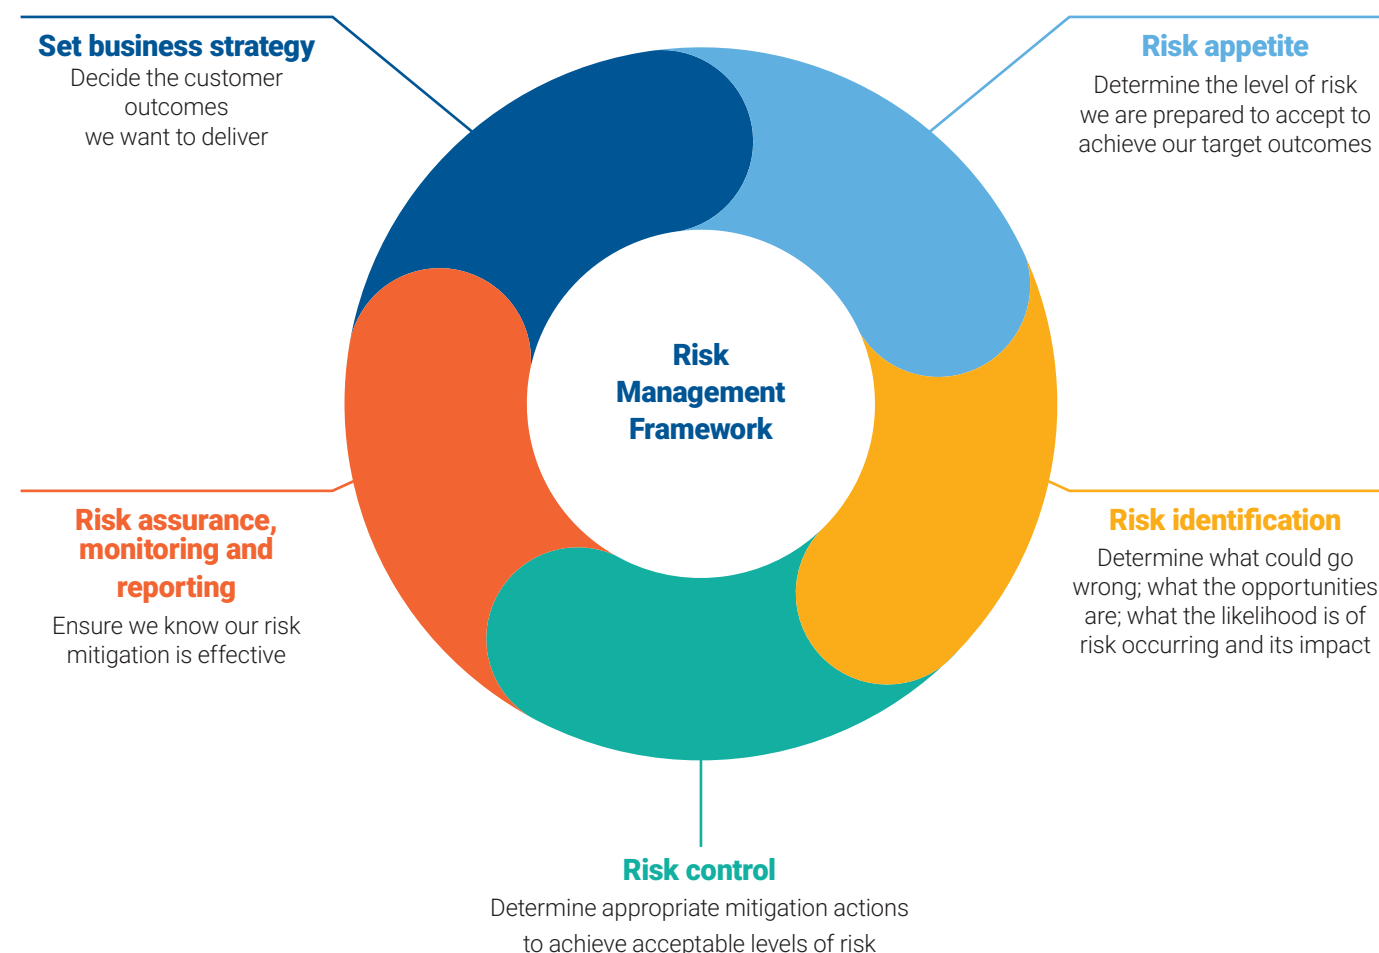 Set business strategy
Decide the customer
outcomes
we want to deliver
Risk appetite
Determine the level of risk
we are prepared to accept to
achieve our target outcomes
Risk
Management
Framework
Risk assurance,
monitoring and
reporting
Ensure we know our risk
mitigation is effective
Risk identification
Determine what could go
wrong; what the opportunities
are; what the likelihood is of
risk occurring and its impact
Risk control
Determine appropriate mitigation actions
to achieve acceptable levels of risk